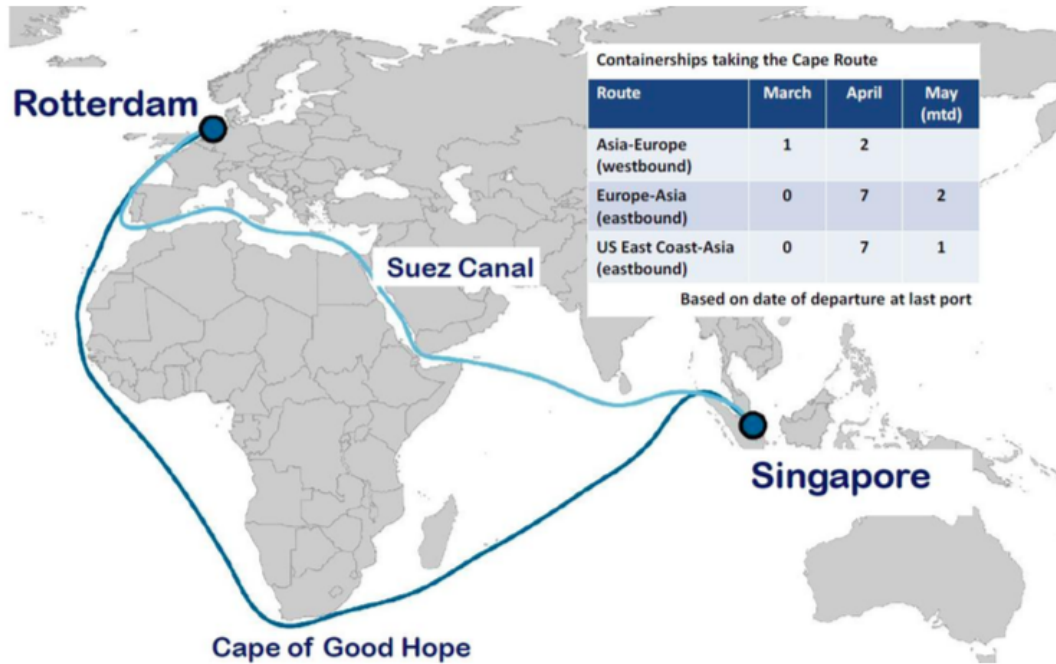 Containerships taking the Cape Route
Route March April May
(mtd)
Asia-Europe
(westbound) 1 2
Europe-Asia
(eastbound) 0 7 2
US East Coast-Asia
(eastbound) 0 7 1
Based on date of departure at last port
Rotterdam
Suez Canal
Singapore
Cape of Good Hope